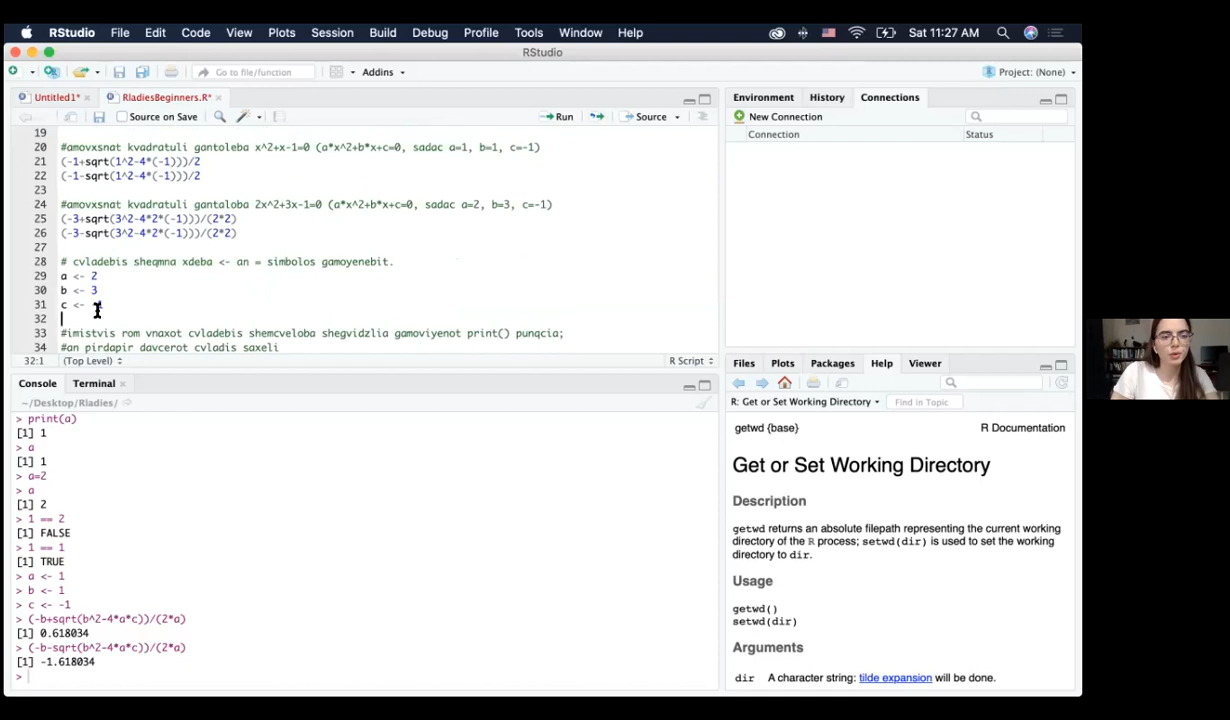 RStudio File Edit Code View Plots Session Build Debug Profile Tools Window Help Sat 11:27 AM
RStudio
Go to file/function Addins Project: (None)
Untitled1* RladiesBeginners.R*
Source on Save Run Source
19
20 #amovxsnat kvadratuli gantoleba x^2+x-1=0 (a*x^2+b*x+c=0, sadac a=1, b=1, c=-1)
21 (-1+sqrt(1^2-4*(-1)))/2
22 (-1-sqrt(1^2-4*(-1)))/2
23
24 #amovxsnat kvadratuli gantaloba 2x^2+3x-1=0 (a*x^2+b*x+c=0, sadac a=2, b=3, c=-1)
25 (-3+sqrt(3^2-4*2*(-1)))/(2*2)
26 (-3-sqrt(3^2-4*2*(-1)))/(2*2)
27
28 # cvladebis sheqmna xdeba <- an = simbolos gamoyenebit.
29 a <- 2
30 b <- 3
31 c <-
32
33 #imistvis rom vnaxot cvladebis shemcveloba shegvidzlia gamoviyenot print() punqcia;
34 #an pirdapir davcerot cvladis saxeli
32:1 (Top Level) R Script
Console Terminal
~/Desktop/Rladies/
> print(a)
[1] 1
> a
[1] 1
> a=2
> a
[1] 2
> 1 == 2
[1] FALSE
> 1 == 1
[1] TRUE
> a <- 1
> b <- 1
> c <- -1
> (-b+sqrt(b^2-4*a*c))/(2*a)
[1] 0.618034
> (-b-sqrt(b^2-4*a*c))/(2*a)
[1] -1.618034
>
Environment History Connections
New Connection
Connection Status
Files Plots Packages Help Viewer
R: Get or Set Working Directory Find in Topic
getwd {base} R Documentation
Get or Set Working Directory
Description
getwd returns an absolute filepath representing the current working
directory of the R process; setwd(dir) is used to set the working
directory to dir.
Usage
getwd()
setwd(dir)
Arguments
dir A character string: tilde expansion will be done.